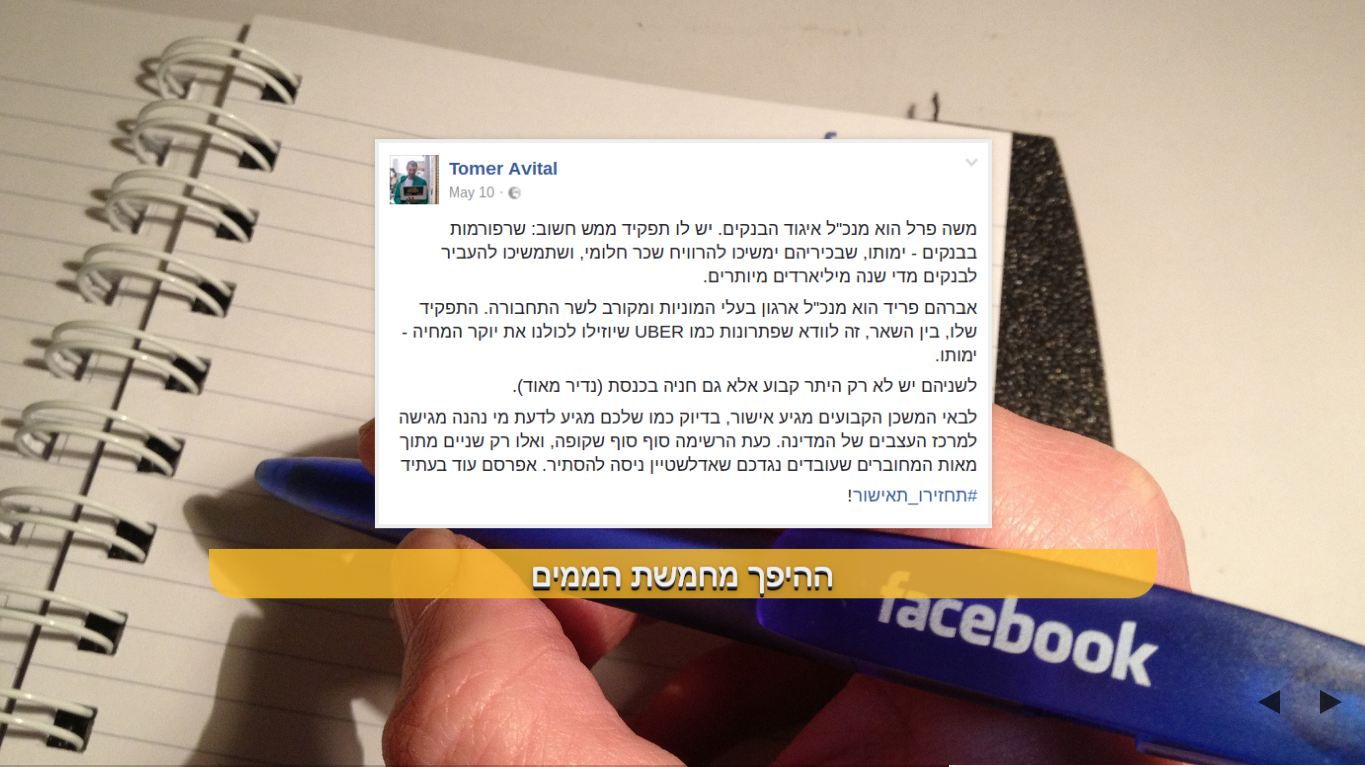 Tomer Avital
May 10
משה פרל הוא מנכ"ל איגוד הבנקים. יש לו תפקיד ממש חשוב: שרפורמות
בבנקים - ימותו, שבכיריהם ימשיכו להרוויח שכר חלומי, ושתמשיכו להעביר
לבנקים מדי שנה מיליארדים מיותרים.
אברהם פריד הוא מנכ"ל ארגון בעלי המוניות ומקורב לשר התחבורה. התפקיד
שלו, בין השאר, זה לוודא שפתרונות כמו UBER שיוזילו לכולנו את יוקר המחיה -
ימותו.
לשניהם יש לא רק היתר קבוע אלא גם חניה בכנסת (נדיר מאוד).
לבאי המשכן הקבועים מגיע אישור, בדיוק כמו שלכם מגיע לדעת מי נהנה מגישה
למרכז העצבים של המדינה. כעת הרשימה סוף סוף שקופה, ואלו רק שניים מתוך
מאות המחוברים שעובדים נגדכם שאדלשטיין ניסה להסתיר. אפרסם עוד בעתיד
#תחזירו_תאישור!
ההיפך מחמשת הממים
facebook